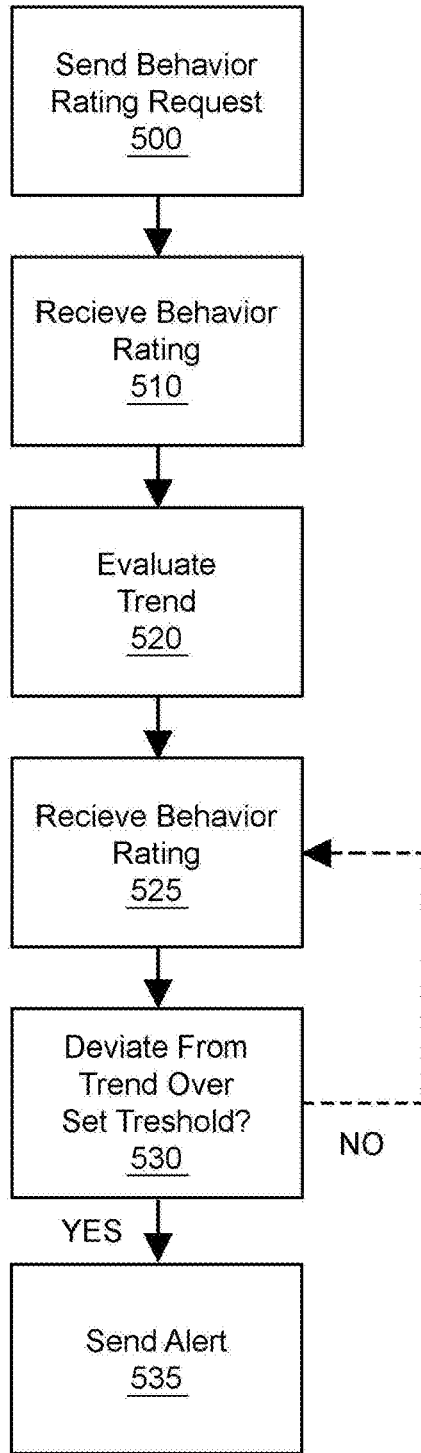 Send Behavior
Rating Request
500
Recieve Behavior
Rating
510
Evaluate
Trend
520
Recieve Behavior
Rating
525
Deviate From
Trend Over
Set Treshold?
530
NO
YES
Send Alert
535